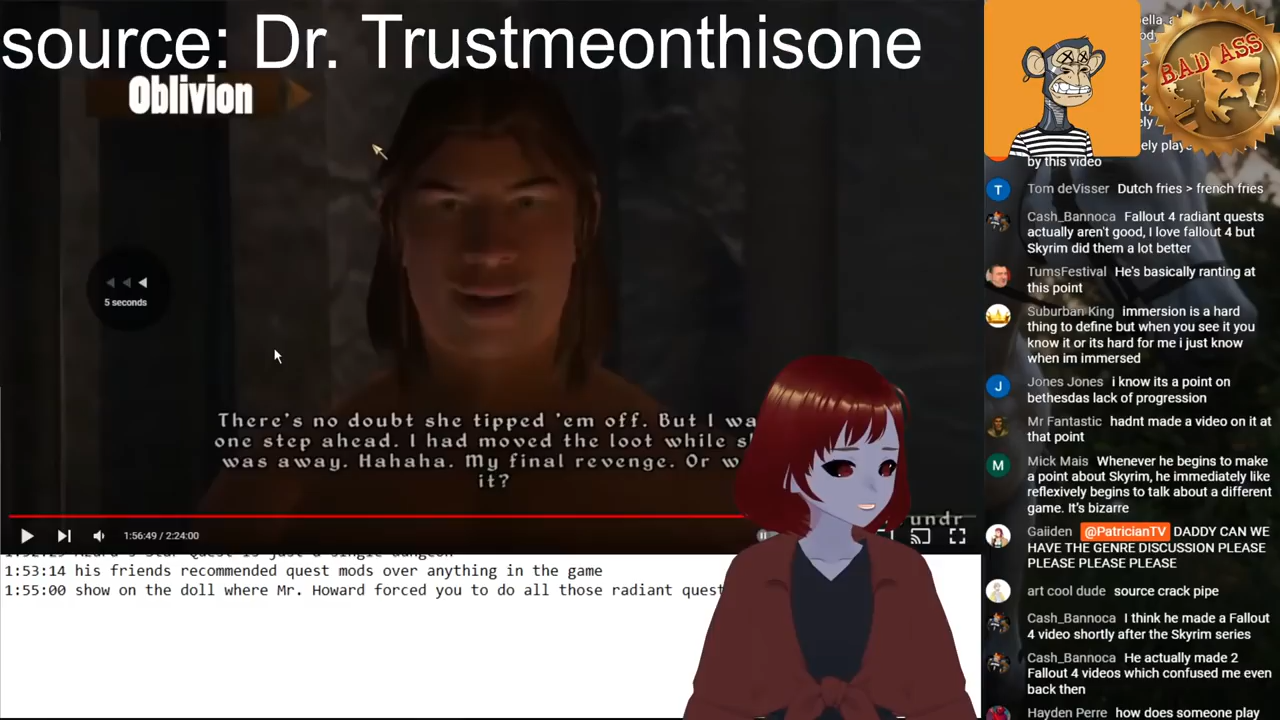 source: Dr. Trustmeonthisone
Oblivion
5 seconds
There's no doubt she tipped 'em off. But I wa
one step ahead. I had moved the loot while s
was away. Hahaha. My final revenge. Or w
it?
undr
1:56:49 / 2:24:00
1:53:14 his friends recommended quest mods over anything in the game
1:55:00 show on the doll where Mr. Howard forced you to do all those radiant quest
BAD ASS
by this video
Tom deVisser Dutch fries > french fries
Cash_Bannoca Fallout 4 radiant quests
actually aren't good, I love fallout 4 but
Skyrim did them a lot better
TumsFestival He's basically ranting at
this point
Suburban King immersion is a hard
thing to define but when you see it you
know it or its hard for me i just know
when im immersed
Jones Jones i know its a point on
bethesdas lack of progression
Mr Fantastic hadnt made a video on it at
that point
Mick Mais Whenever he begins to make
a point about Skyrim, he immediately like
reflexively begins to talk about a different
game. It's bizarre
Gaiiden @PatricianTV DADDY CAN WE
HAVE THE GENRE DISCUSSION PLEASE
PLEASE PLEASE PLEASE
art cool dude source crack pipe
Cash_Bannoca I think he made a Fallout
4 video shortly after the Skyrim series
Cash_Bannoca He actually made 2
Fallout 4 videos which confused me even
back then
Hayden Perre how does someone play